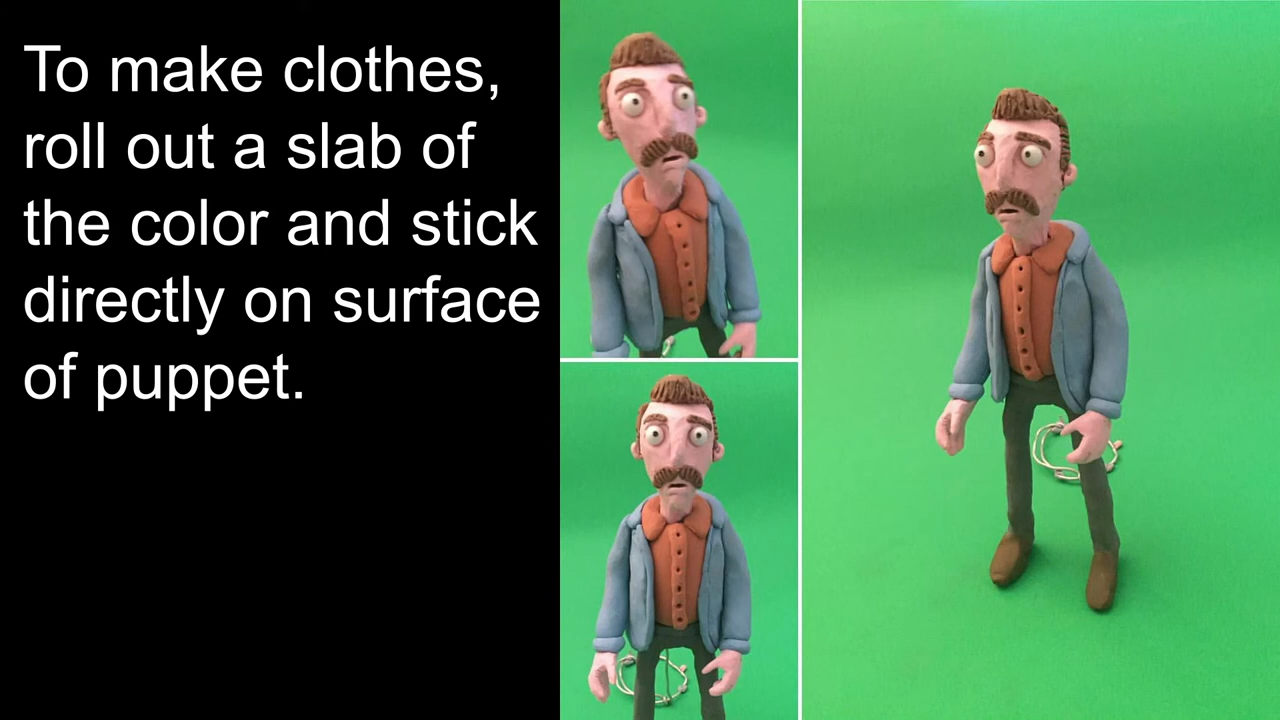 To make clothes,
roll out a slab of
the color and stick
directly on surface
of puppet.